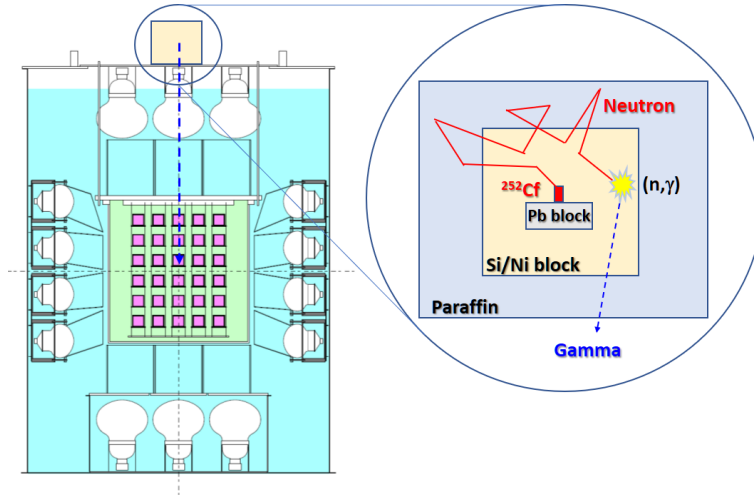 Neutron
²⁵²Cf
(n,γ)
Pb block
Si/Ni block
Paraffin
Gamma